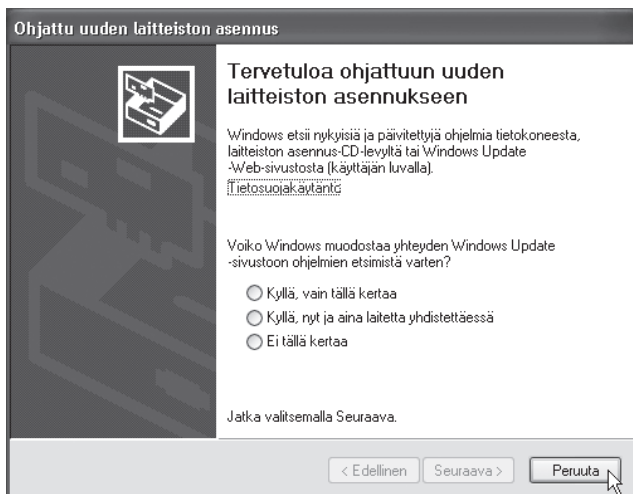 Ohjattu uuden laitteiston asennus
Tervetuloa ohjattuun uuden
laitteiston asennukseen
Windows etsii nykyisiä ja päivitettyjä ohjelmia tietokoneesta,
laitteiston asennus-CD-levyltä tai Windows Update
-Web-sivustosta (käyttäjän luvalla).
Tietosuojakäytäntö
Voiko Windows muodostaa yhteyden Windows Update
-sivustoon ohjelmien etsimistä varten?
Kyllä, vain tällä kertaa
Kyllä, nyt ja aina laitetta yhdistettäessä
Ei tällä kertaa
Jatka valitsemalla Seuraava.
< Edellinen Seuraava > Peruuta